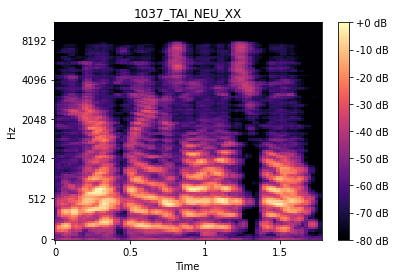 1037_TAI_NEU_XX
+0 dB
8192
-10 dB
4096
-20 dB
-30 dB
2048
Hz
-40 dB
1024
-50 dB
512
-60 dB
-70 dB
0
-80 dB
0
0.5
1
1.5
Time